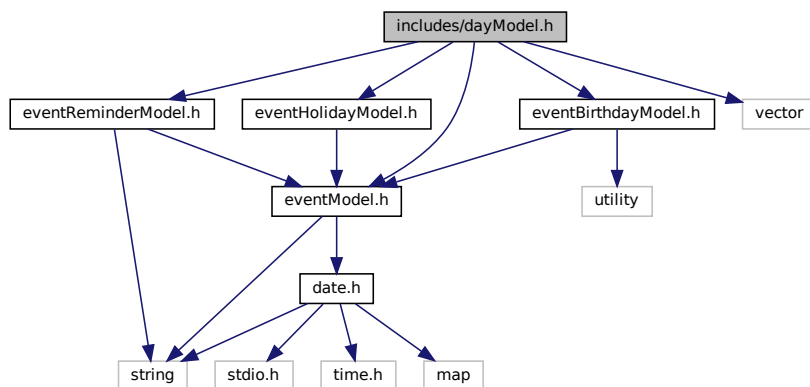 includes/dayModel.h
eventReminderModel.h
eventHolidayModel.h
eventBirthdayModel.h
vector
eventModel.h
utility
date.h
string
stdio.h
time.h
map